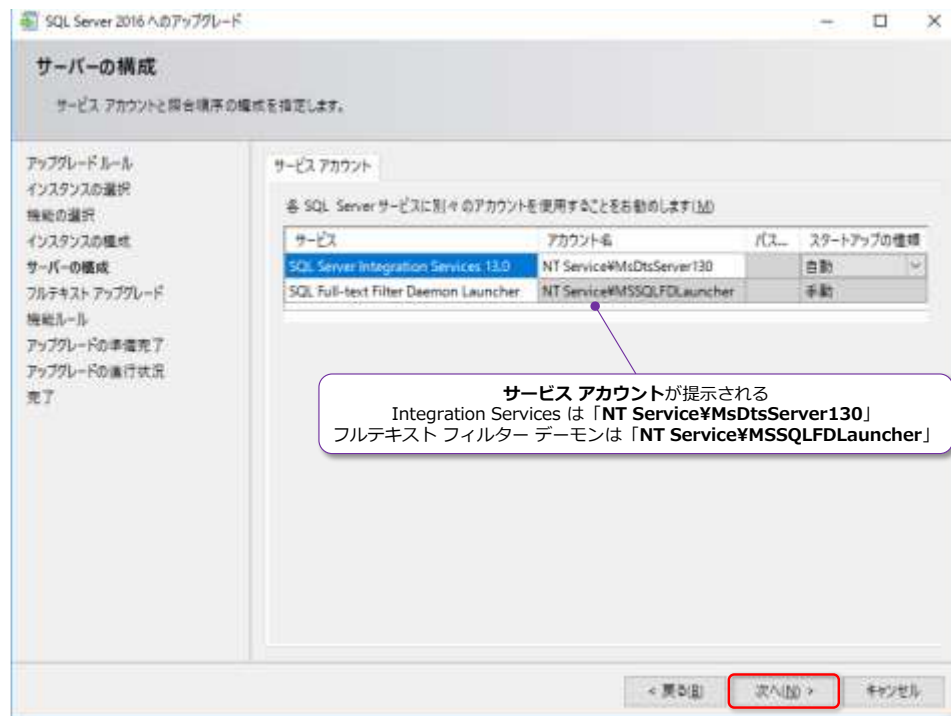 SQL Server 2016 へのアップグレード
サーバーの構成
サービス アカウントと照合順序の構成を指定します。
アップグレード ルール
インスタンスの選択
機能の選択
インスタンスの構成
サーバーの構成
フルテキスト アップグレード
機能ルール
アップグレードの準備完了
アップグレードの進行状況
完了
サービス アカウント
各 SQL Server サービスに別々のアカウントを使用することをお勧めします(M)
サービス アカウント名 パス... スタートアップの種類
SQL Server Integration Services 13.0 NT Service¥MsDtsServer130 自動
SQL Full-text Filter Daemon Launcher NT Service¥MSSQLFDLauncher 手動
サービス アカウントが提示される
Integration Services は「NT Service¥MsDtsServer130」
フルテキスト フィルター デーモンは「NT Service¥MSSQLFDLauncher」
< 戻る(B) 次へ(N) > キャンセル